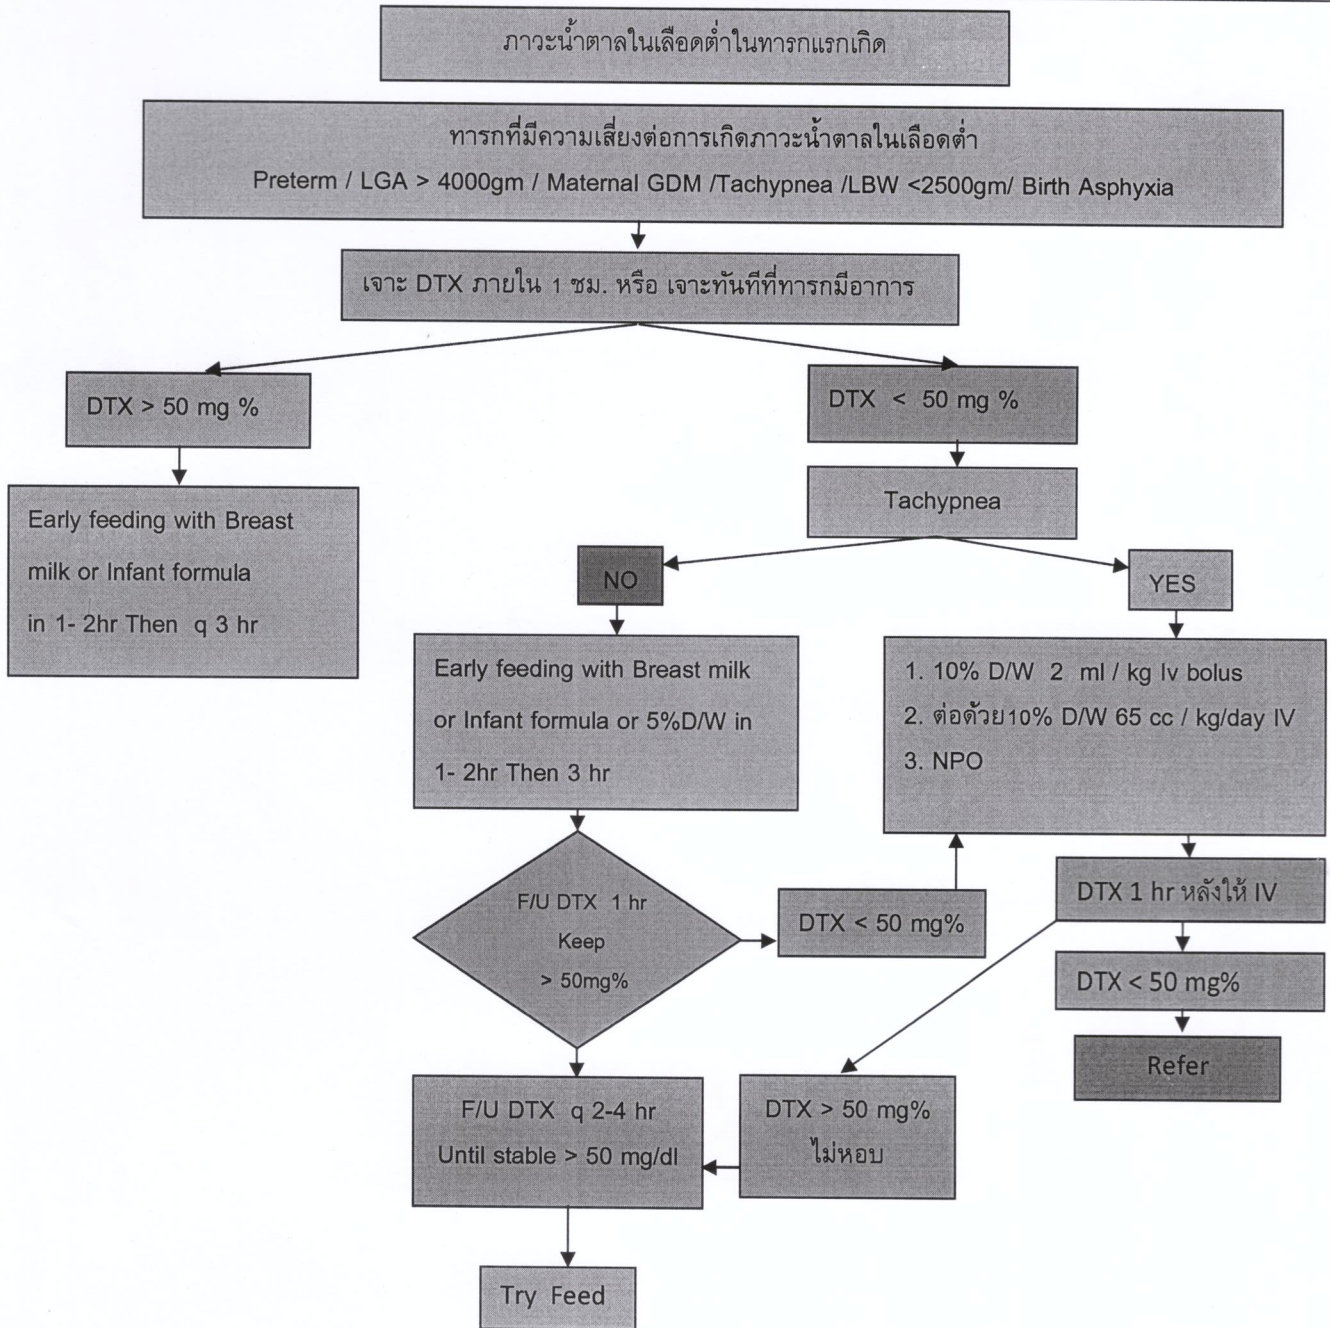 ภาวะน้ำตาลในเลือดต่ำในทารกแรกเกิด
ทารกที่มีความเสี่ยงต่อการเกิดภาวะน้ำตาลในเลือดต่ำ
Preterm / LGA > 4000gm / Maternal GDM /Tachypnea /LBW <2500gm/ Birth Asphyxia
เจาะ DTX ภายใน 1 ชม. หรือ เจาะทันทีที่ทารกมีอาการ
DTX > 50 mg %
Early feeding with Breast
milk or Infant formula
in 1- 2hr Then q 3 hr
DTX < 50 mg %
Tachypnea
NO
YES
Early feeding with Breast milk
or Infant formula or 5%D/W in
1- 2hr Then 3 hr
1. 10% D/W 2 ml / kg Iv bolus
2. ต่อด้วย10% D/W 65 cc / kg/day IV
3. NPO
F/U DTX 1 hr
Keep
> 50mg%
DTX < 50 mg%
DTX 1 hr หลังให้ IV
DTX < 50 mg%
Refer
DTX > 50 mg%
ไม่หอบ
F/U DTX q 2-4 hr
Until stable > 50 mg/dl
Try Feed